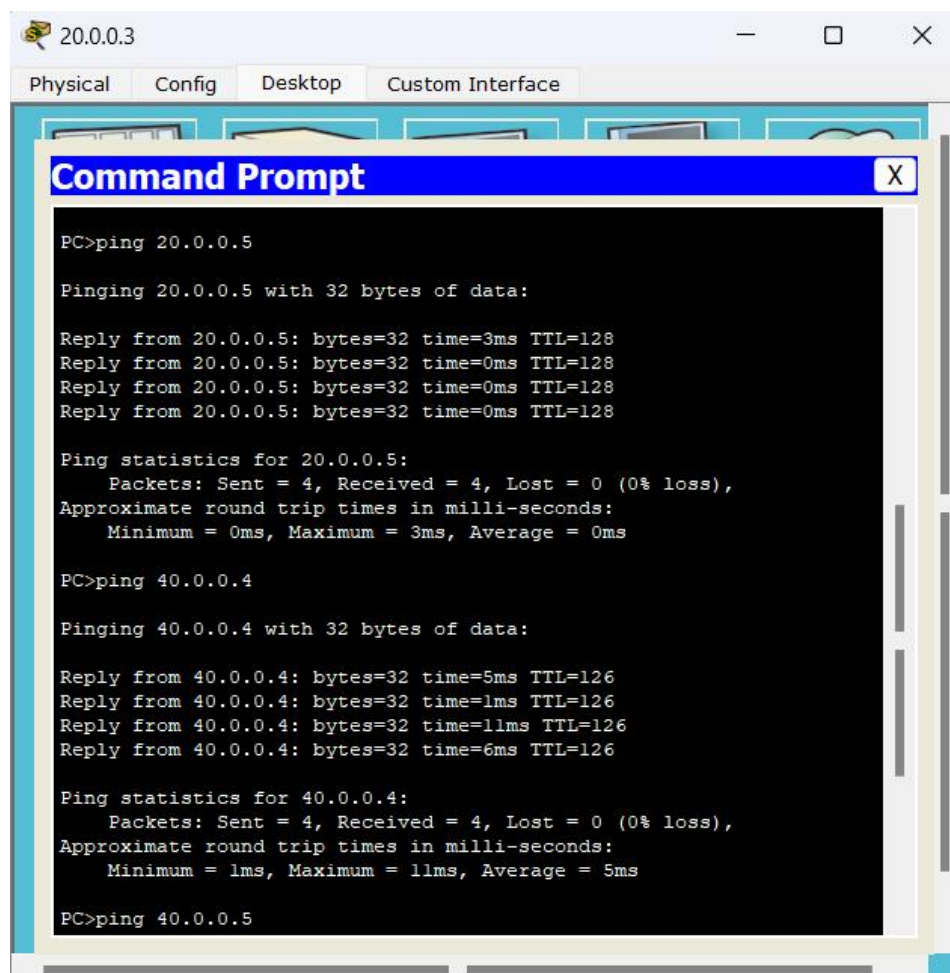 20.0.0.3
Physical Config Desktop Custom Interface
Command Prompt X
PC>ping 20.0.0.5
Pinging 20.0.0.5 with 32 bytes of data:
Reply from 20.0.0.5: bytes=32 time=3ms TTL=128
Reply from 20.0.0.5: bytes=32 time=0ms TTL=128
Reply from 20.0.0.5: bytes=32 time=0ms TTL=128
Reply from 20.0.0.5: bytes=32 time=0ms TTL=128
Ping statistics for 20.0.0.5:
Packets: Sent = 4, Received = 4, Lost = 0 (0% loss),
Approximate round trip times in milli-seconds:
Minimum = 0ms, Maximum = 3ms, Average = 0ms
PC>ping 40.0.0.4
Pinging 40.0.0.4 with 32 bytes of data:
Reply from 40.0.0.4: bytes=32 time=5ms TTL=126
Reply from 40.0.0.4: bytes=32 time=1ms TTL=126
Reply from 40.0.0.4: bytes=32 time=11ms TTL=126
Reply from 40.0.0.4: bytes=32 time=6ms TTL=126
Ping statistics for 40.0.0.4:
Packets: Sent = 4, Received = 4, Lost = 0 (0% loss),
Approximate round trip times in milli-seconds:
Minimum = 1ms, Maximum = 11ms, Average = 5ms
PC>ping 40.0.0.5